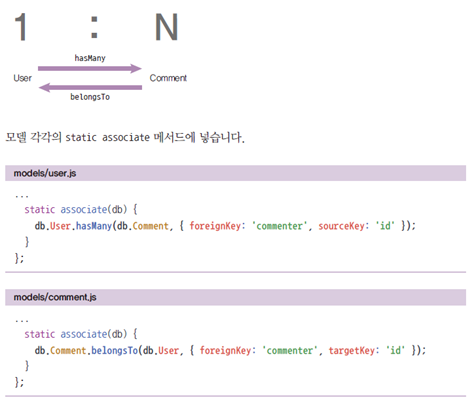 1 : N
hasMany
User Comment
belongsTo
모델 각각의 static associate 메서드에 넣습니다.
models/user.js
...
static associate(db) {
db.User.hasMany(db.Comment, { foreignKey: 'commenter', sourceKey: 'id' });
}
};
models/comment.js
...
static associate(db) {
db.Comment.belongsTo(db.User, { foreignKey: 'commenter', targetKey: 'id' });
}
};